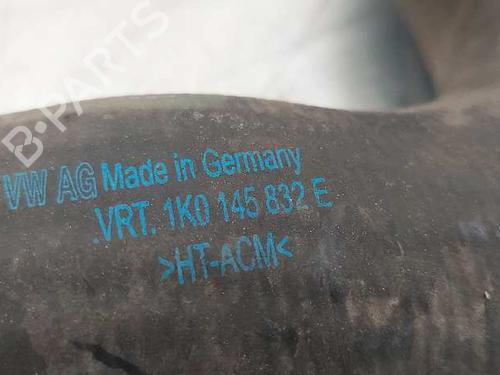 B-PARTS
VW AG Made in Germany
.VRT. 1K0 145 832 E
>HT-ACM<